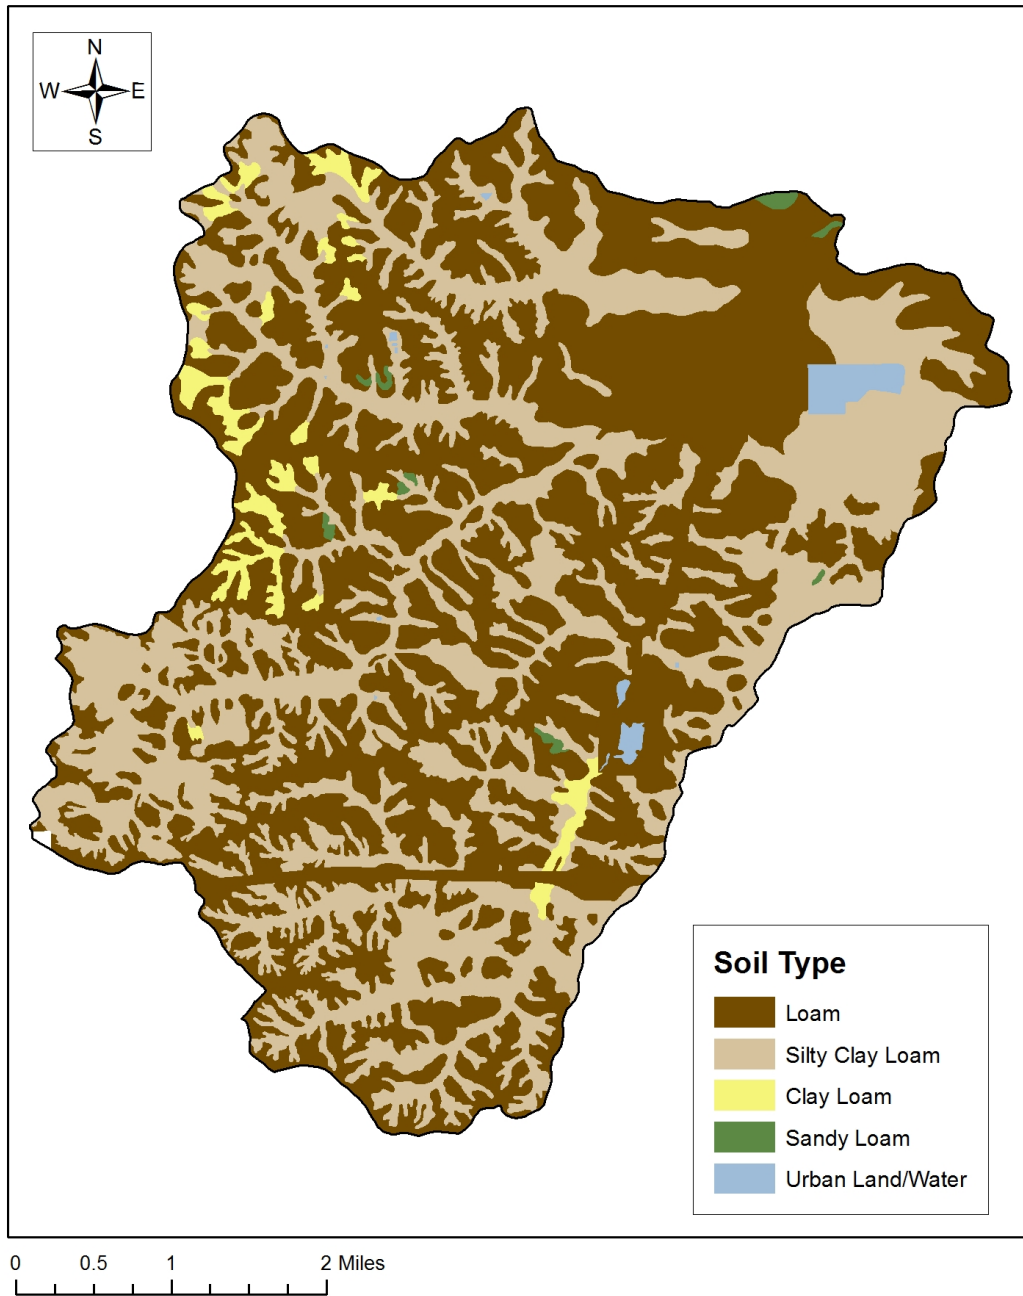 N
W E
S
Soil Type
Loam
Silty Clay Loam
Clay Loam
Sandy Loam
Urban Land/Water
0 0.5 1 2 Miles